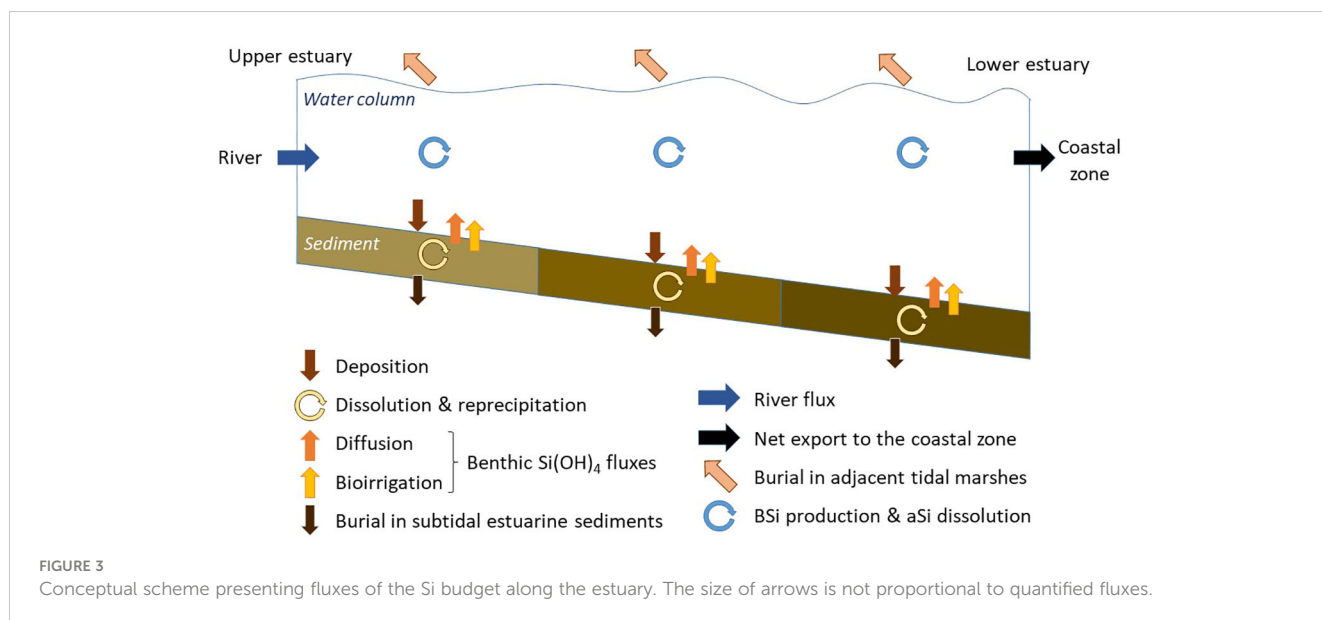 Upper estuary
Lower estuary
Water column
River
Coastal
zone
Sediment
Deposition
Dissolution & reprecipitation
Diffusion
Bioirrigation
Benthic Si(OH)4 fluxes
Burial in subtidal estuarine sediments
River flux
Net export to the coastal zone
Burial in adjacent tidal marshes
BSi production & aSi dissolution
FIGURE 3
Conceptual scheme presenting fluxes of the Si budget along the estuary. The size of arrows is not proportional to quantified fluxes.